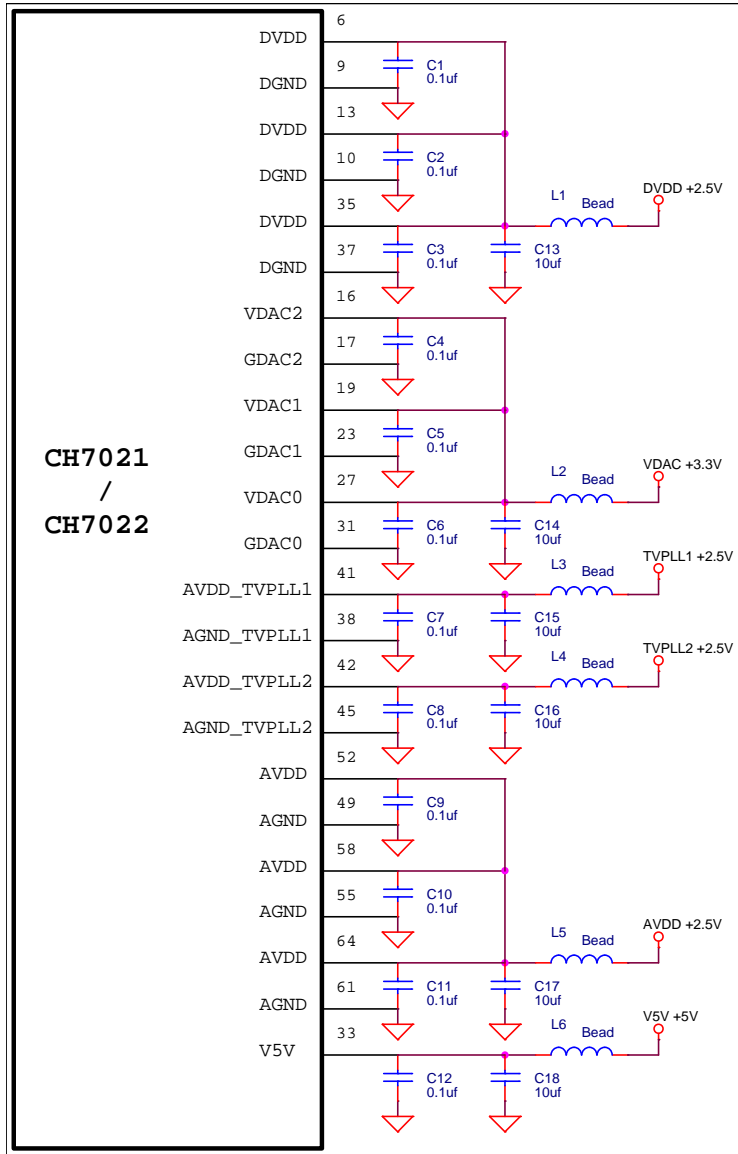 6
DVDD
9
C1
DGND
0.1uf
13
DVDD
10
C2
DGND
0.1uf
35
L1 Bead
DVDD +2.5V
DVDD
37
C3
0.1uf
C13
10uf
DGND
16
VDAC2
17
C4
GDAC2
0.1uf
19
VDAC1
23
C5
GDAC1
0.1uf
CH7021
/
CH7022
27
L2 Bead
VDAC +3.3V
VDAC0
31
C6
0.1uf
C14
10uf
GDAC0
41
L3 Bead
TVPLL1 +2.5V
AVDD_TVPLL1
38
C7
0.1uf
C15
10uf
AGND_TVPLL1
42
L4 Bead
TVPLL2 +2.5V
AVDD_TVPLL2
45
C8
0.1uf
C16
10uf
AGND_TVPLL2
52
AVDD
49
C9
0.1uf
AGND
58
AVDD
55
C10
0.1uf
AGND
64
L5 Bead
AVDD +2.5V
AVDD
61
C11
0.1uf
C17
10uf
AGND
33
L6 Bead
V5V +5V
V5V
C12
0.1uf
C18
10uf